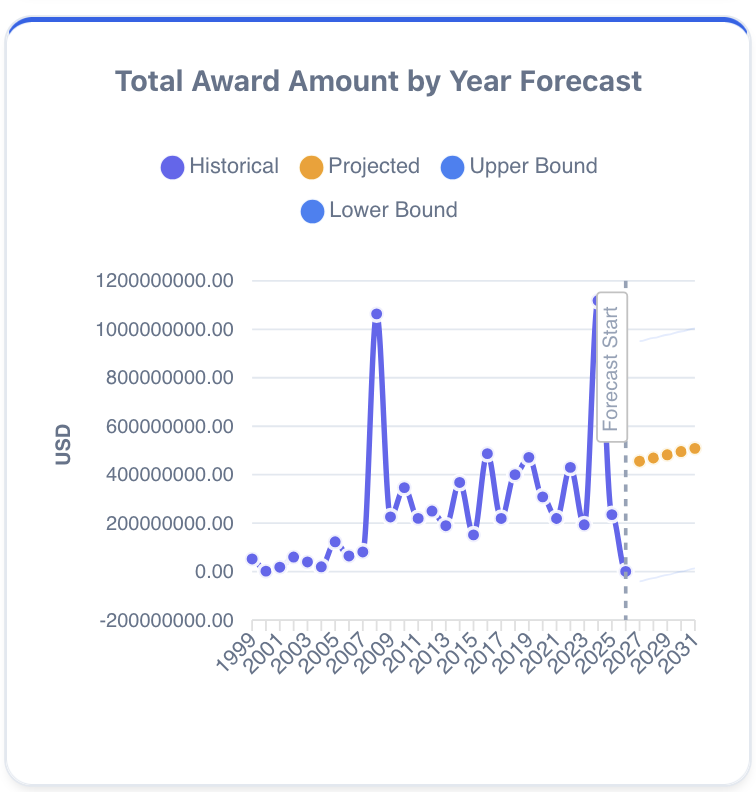 Total Award Amount by Year Forecast
Historical Projected Upper Bound
Lower Bound
USD
1200000000.00
1000000000.00
800000000.00
600000000.00
400000000.00
200000000.00
0.00
-200000000.00
Forecast Start
1999 2001 2003 2005 2007 2009 2011 2013 2015 2017 2019 2021 2023 2025 2027 2029 2031